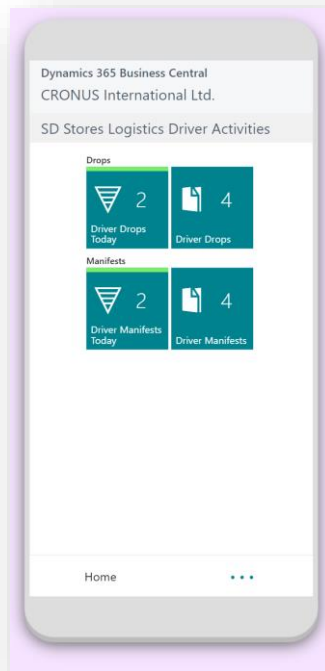 Dynamics 365 Business Central
CRONUS International Ltd.
SD Stores Logistics Driver Activities
Drops
2
Driver Drops
Today
4
Driver Drops
Manifests
2
Driver Manifests
Today
4
Driver Manifests
Home